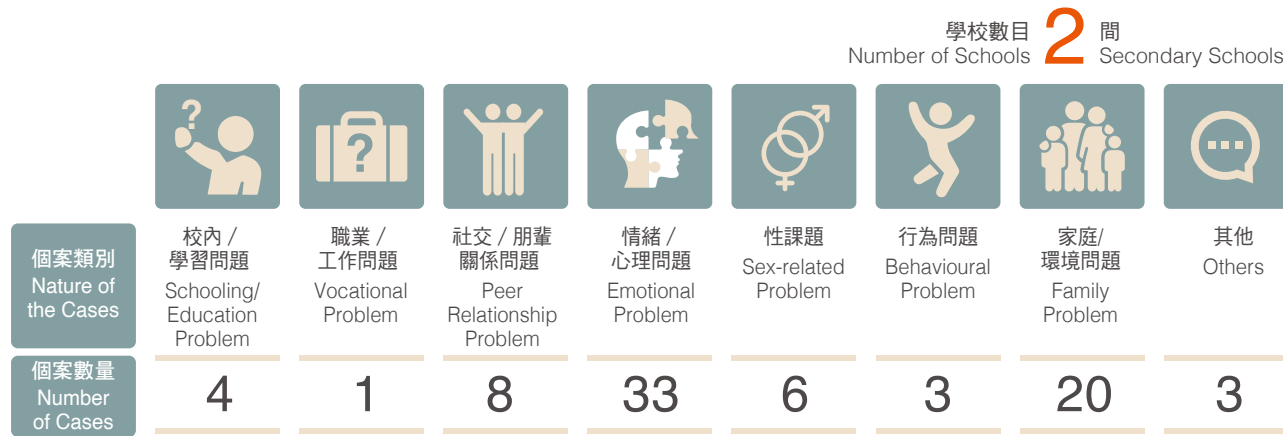 學校數目 2 間
Number of Schools Secondary Schools
?
?
個案類別
Nature of
the Cases
校內 /
學習問題
Schooling/
Education
Problem
職業 /
工作問題
Vocational
Problem
社交 / 朋輩
關係問題
Peer
Relationship
Problem
情緒 /
心理問題
Emotional
Problem
性課題
Sex-related
Problem
行為問題
Behavioural
Problem
家庭/
環境問題
Family
Problem
其他
Others
個案數量
Number
of Cases
4
1
8
33
6
3
20
3